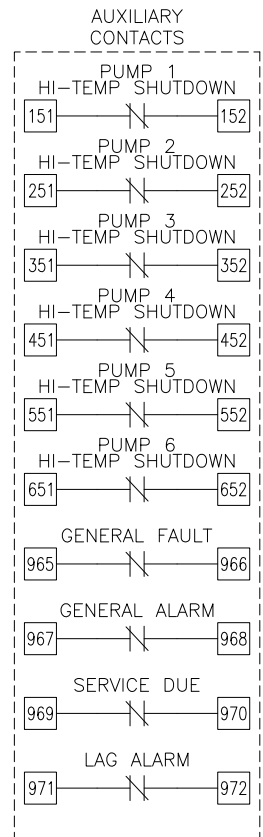 AUXILIARY
CONTACTS
PUMP 1
HI-TEMP SHUTDOWN
151 152
PUMP 2
HI-TEMP SHUTDOWN
251 252
PUMP 3
HI-TEMP SHUTDOWN
351 352
PUMP 4
HI-TEMP SHUTDOWN
451 452
PUMP 5
HI-TEMP SHUTDOWN
551 552
PUMP 6
HI-TEMP SHUTDOWN
651 652
GENERAL FAULT
965 966
GENERAL ALARM
967 968
SERVICE DUE
969 970
LAG ALARM
971 972